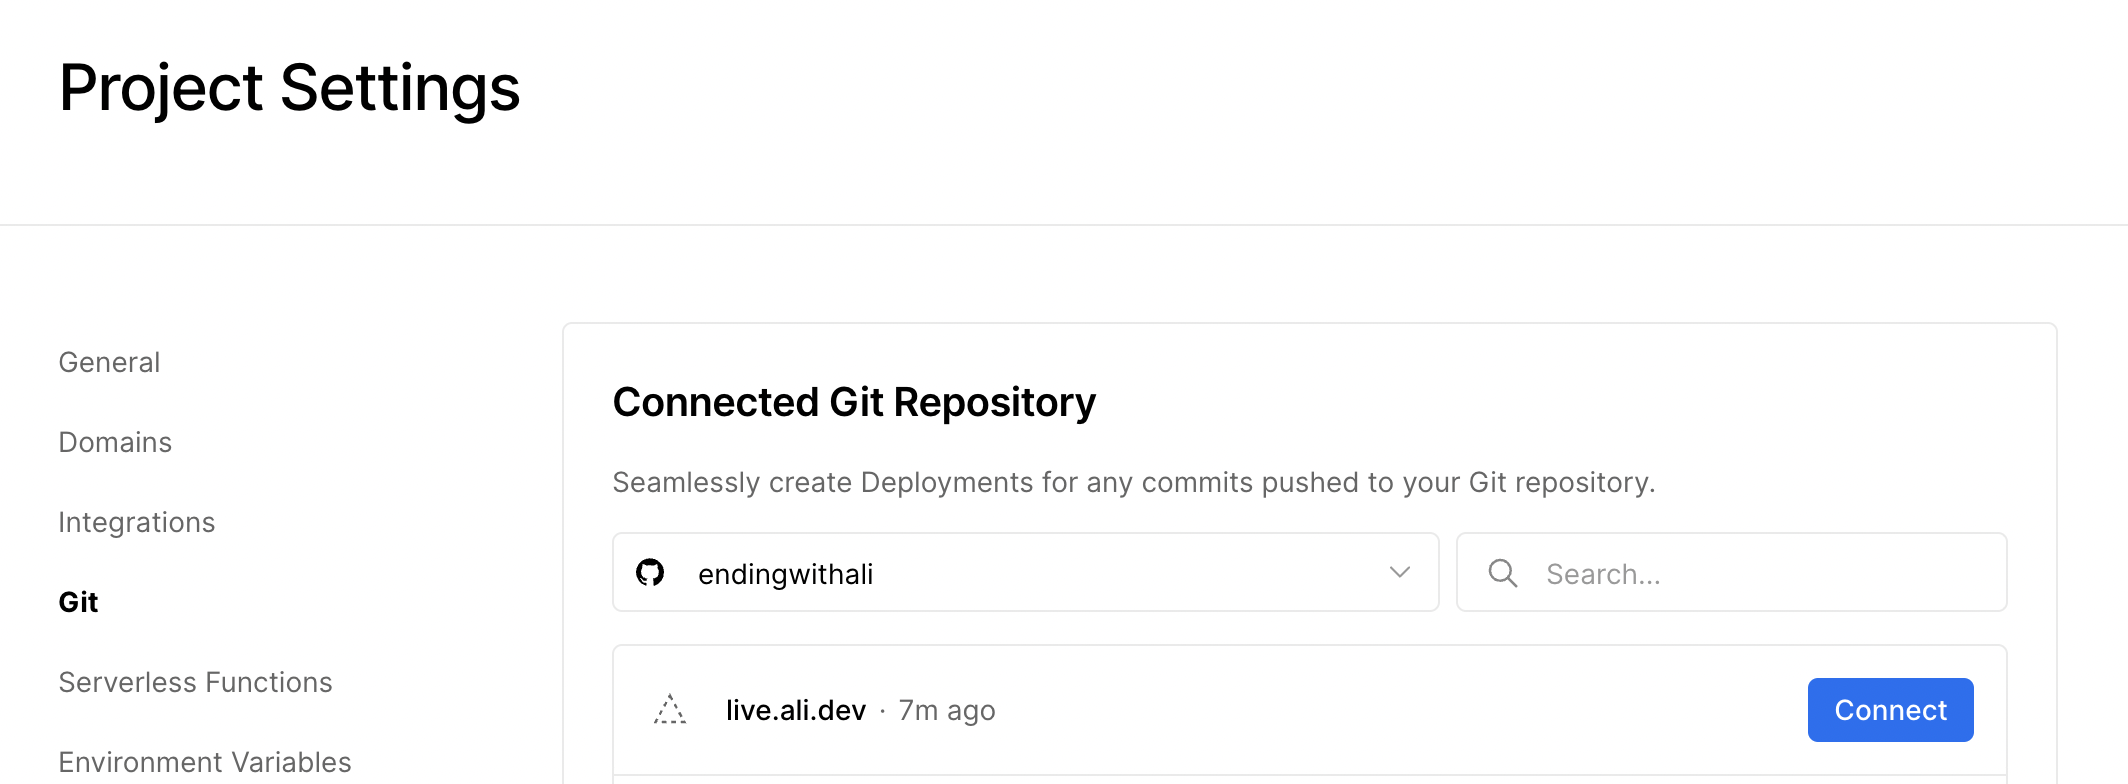 Project Settings
General
Domains
Integrations
Git
Serverless Functions
Environment Variables
Connected Git Repository
Seamlessly create Deployments for any commits pushed to your Git repository.
endingwithali
Search...
live.ali.dev · 7m ago
Connect